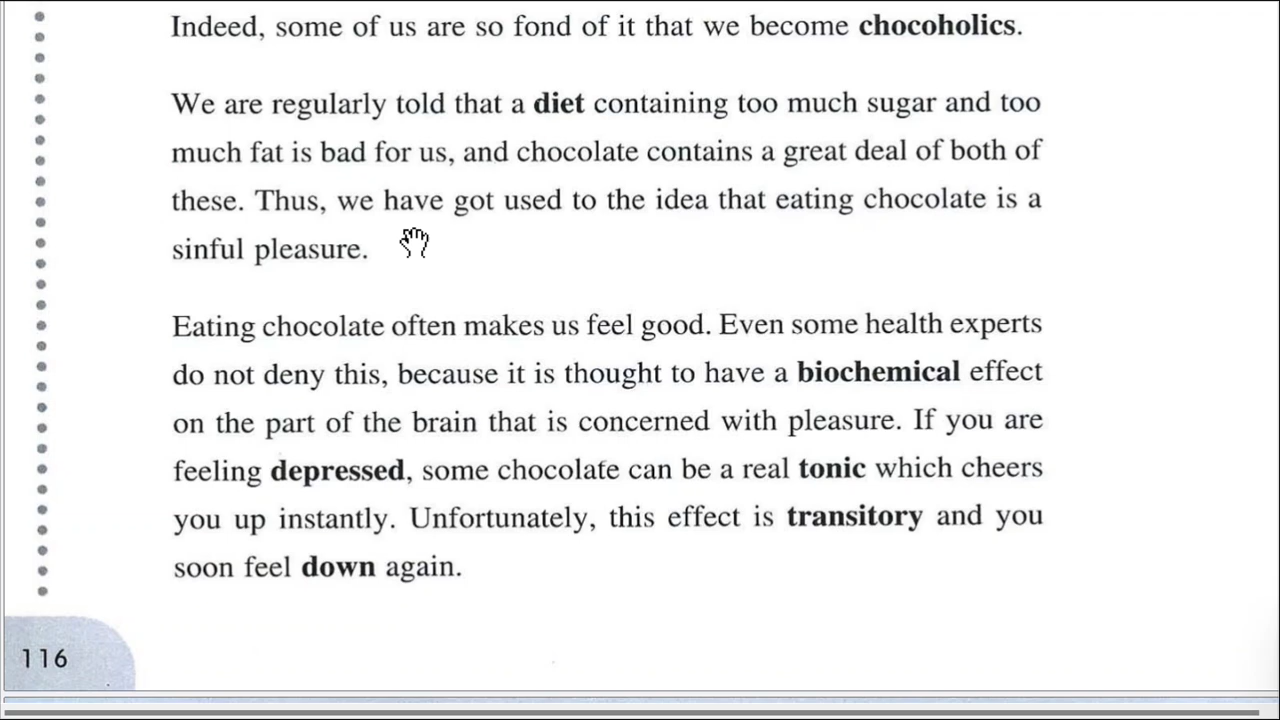 Indeed, some of us are so fond of it that we become chocoholics.
We are regularly told that a diet containing too much sugar and too
much fat is bad for us, and chocolate contains a great deal of both of
these. Thus, we have got used to the idea that eating chocolate is a
sinful pleasure.
Eating chocolate often makes us feel good. Even some health experts
do not deny this, because it is thought to have a biochemical effect
on the part of the brain that is concerned with pleasure. If you are
feeling depressed, some chocolate can be a real tonic which cheers
you up instantly. Unfortunately, this effect is transitory and you
soon feel down again.
116